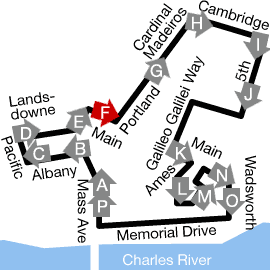 Cambridge
Cardinal
Medeiros
H
I
5th
J
G
Galileo Galilei Way
Portland
Lands-
downe
F
E
Main
D
Pacific
C
B
Albany
K
Main
Ames
L
M
N
O
Wadsworth
A
P
Mass Ave
Memorial Drive
Charles River